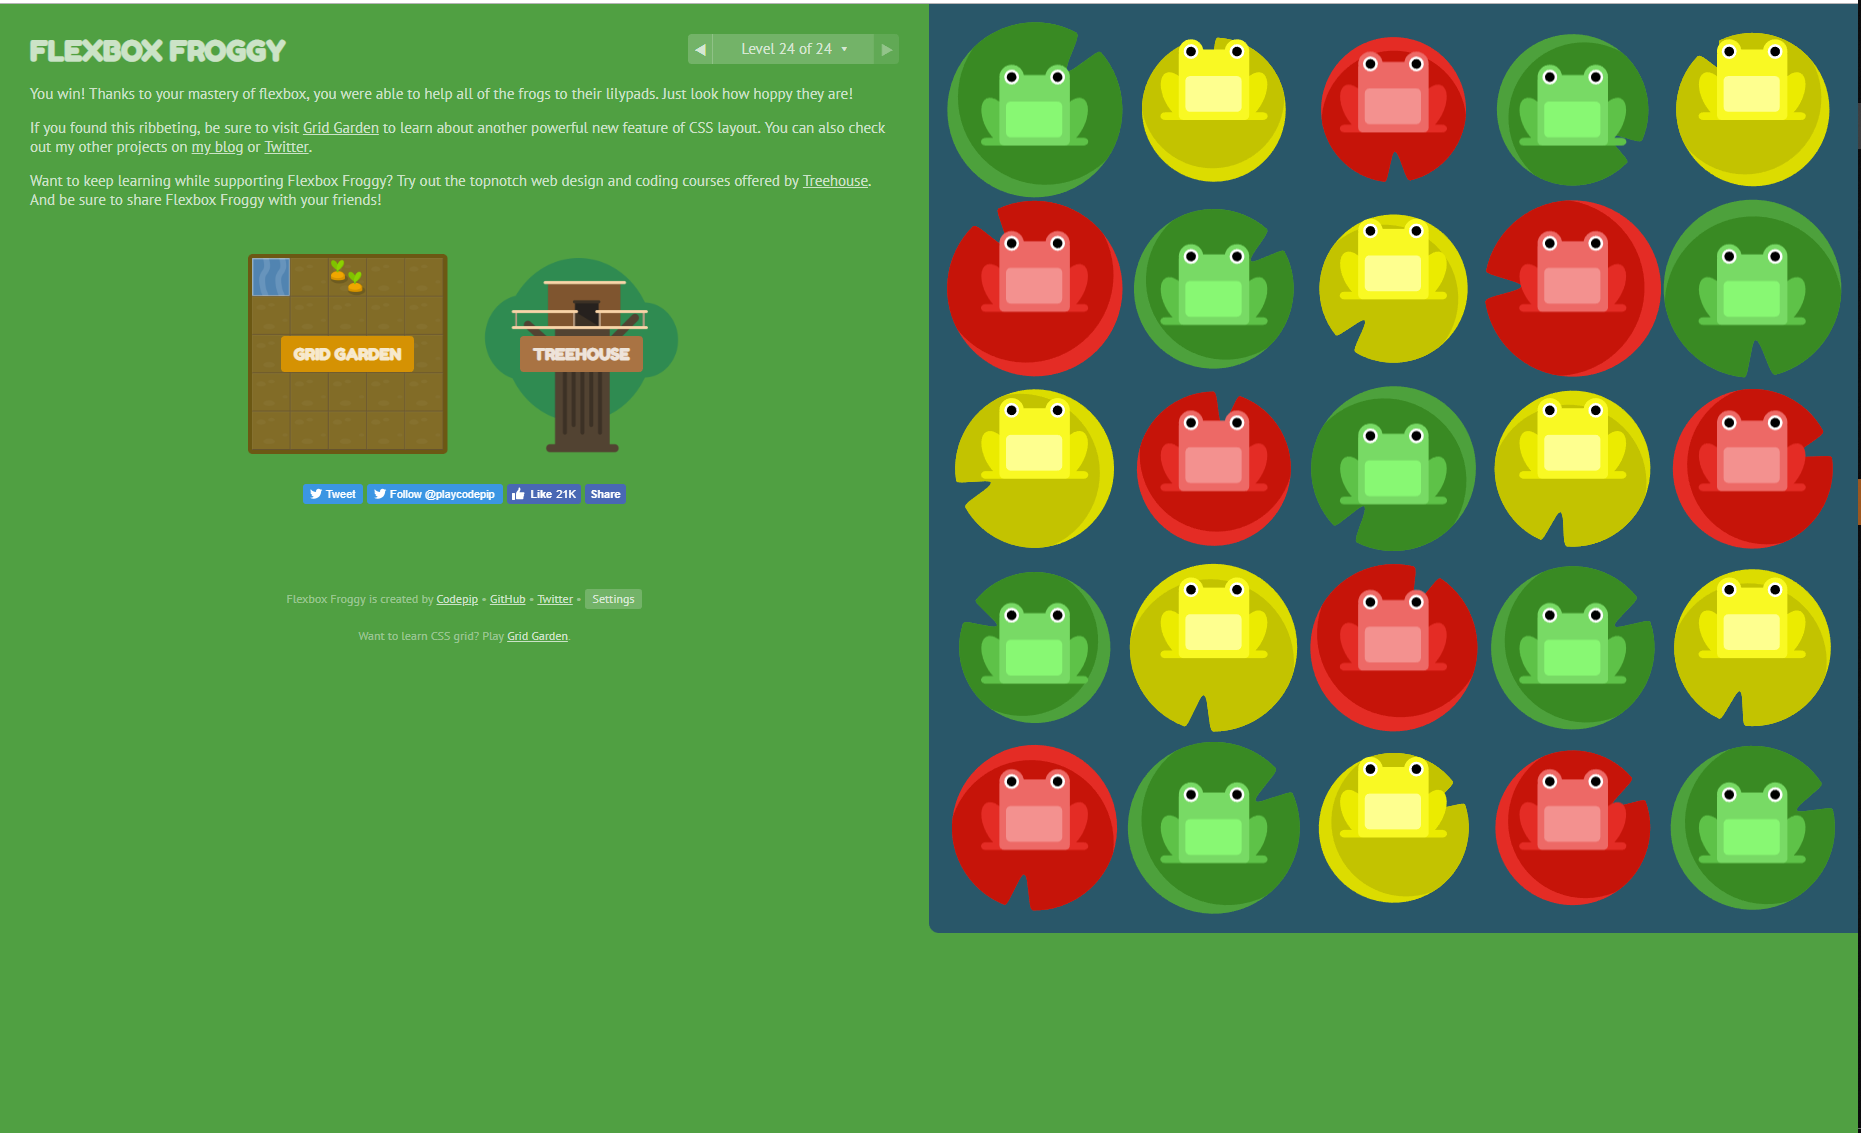 FLEXBOX FROGGY
◀ Level 24 of 24 ▼ ▶
You win! Thanks to your mastery of flexbox, you were able to help all of the frogs to their lilypads. Just look how hoppy they are!
If you found this ribbeting, be sure to visit Grid Garden to learn about another powerful new feature of CSS layout. You can also check
out my other projects on my blog or Twitter.
Want to keep learning while supporting Flexbox Froggy? Try out the topnotch web design and coding courses offered by Treehouse.
And be sure to share Flexbox Froggy with your friends!
GRID GARDEN
TREEHOUSE
Tweet Follow @playcodepip Like 21K Share
Flexbox Froggy is created by Codepip • GitHub • Twitter • Settings
Want to learn CSS grid? Play Grid Garden.